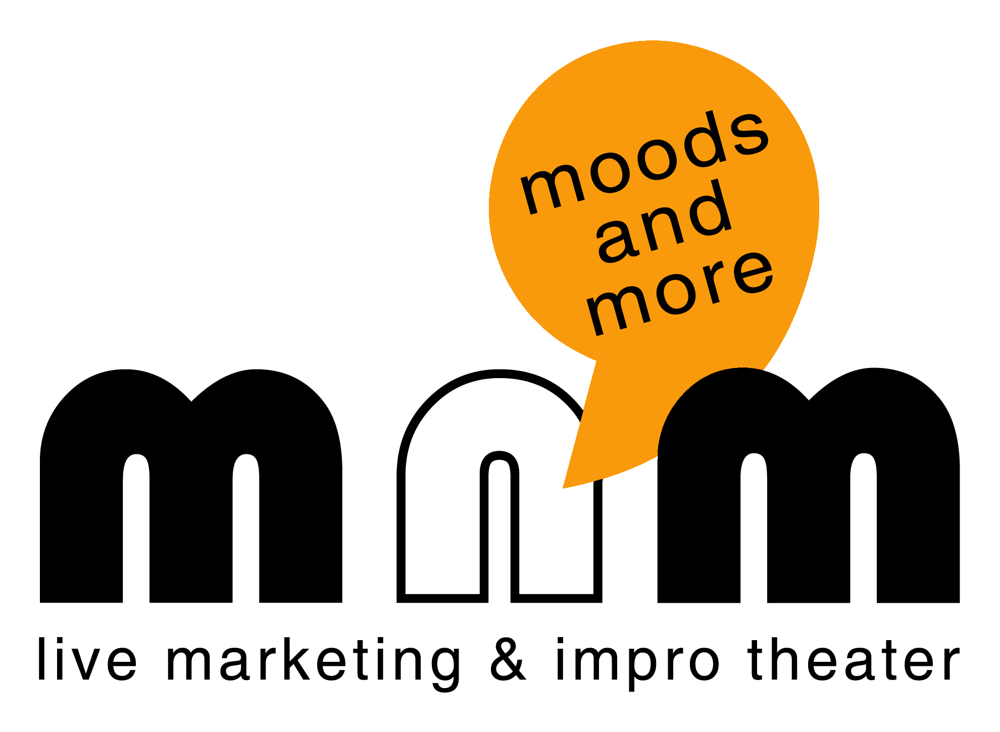 moods
and
more
mnm
live marketing & impro theater